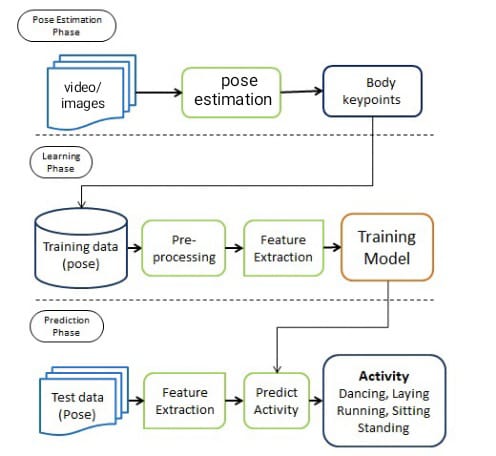 Pose Estimation
Phase
video/
images
pose
estimation
Body
keypoints
Learning
Phase
Training data
(pose)
Pre-
processing
Feature
Extraction
Training
Model
Prediction
Phase
Test data
(Pose)
Feature
Extraction
Predict
Activity
Activity
Dancing, Laying
Running, Sitting
Standing